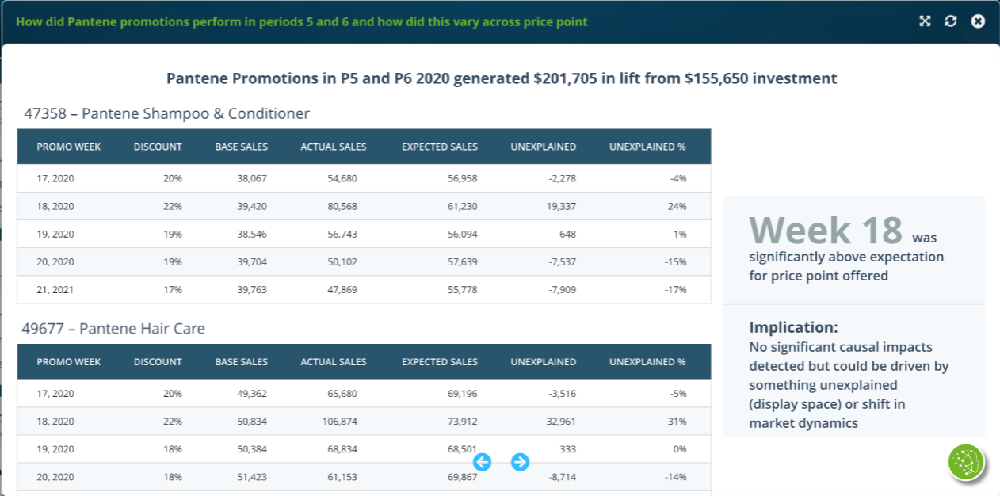 How did Pantene promotions perform in periods 5 and 6 and how did this vary across price point
Pantene Promotions in P5 and P6 2020 generated $201,705 in lift from $155,650 investment
47358 – Pantene Shampoo & Conditioner
PROMO WEEK DISCOUNT BASE SALES ACTUAL SALES EXPECTED SALES UNEXPLAINED UNEXPLAINED %
17, 2020 20% 38,067 54,680 56,958 -2,278 -4%
18, 2020 22% 39,420 80,568 61,230 19,337 24%
19, 2020 19% 38,546 56,743 56,094 648 1%
20, 2020 19% 39,704 50,102 57,639 -7,537 -15%
21, 2021 17% 39,763 47,869 55,778 -7,909 -17%
49677 – Pantene Hair Care
PROMO WEEK DISCOUNT BASE SALES ACTUAL SALES EXPECTED SALES UNEXPLAINED UNEXPLAINED %
17, 2020 20% 49,362 65,680 69,196 -3,516 -5%
18, 2020 22% 50,834 106,874 73,912 32,961 31%
19, 2020 18% 50,384 68,834 68,501 333 0%
20, 2020 18% 51,423 61,153 69,867 -8,714 -14%
Week 18 was
significantly above expectation
for price point offered
Implication:
No significant causal impacts
detected but could be driven by
something unexplained
(display space) or shift in
market dynamics